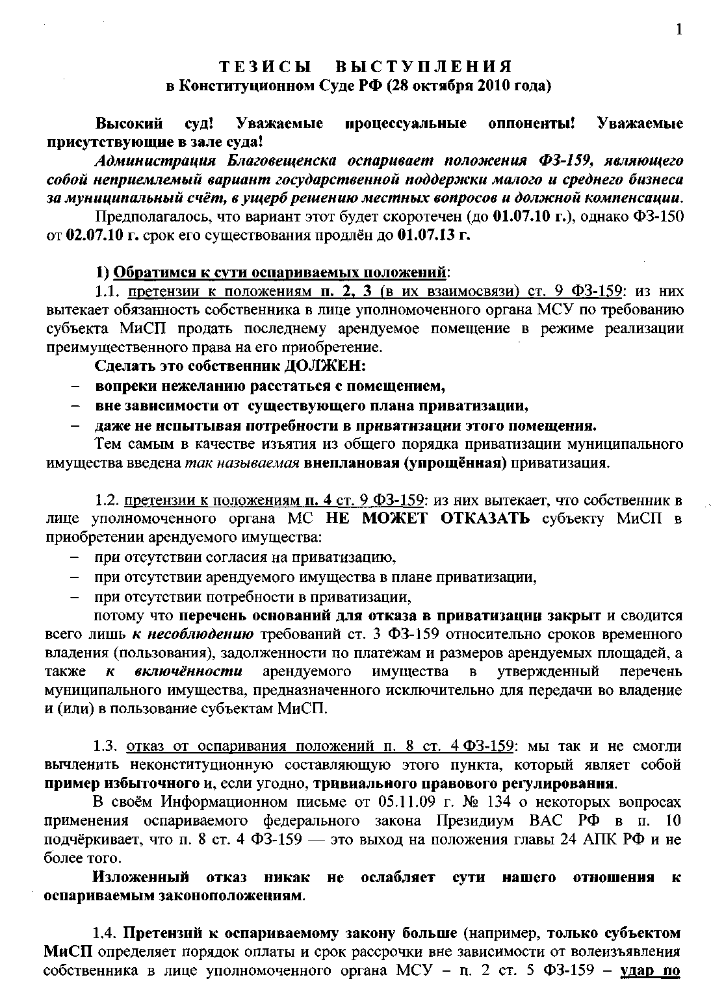 1
ТЕЗИСЫ ВЫСТУПЛЕНИЯ
в Конституционном Суде РФ (28 октября 2010 года)
Высокий суд! Уважаемые процессуальные оппоненты! Уважаемые
присутствующие в зале суда!
Администрация Благовещенска оспаривает положения ФЗ-159, являющего
собой неприемлемый вариант государственной поддержки малого и среднего бизнеса
за муниципальный счёт, в ущерб решению местных вопросов и должной компенсации.
Предполагалось, что вариант этот будет скоротечен (до 01.07.10 г.), однако ФЗ-150
от 02.07.10 г. срок его существования продлён до 01.07.13 г.
1) Обратимся к сути оспариваемых положений:
1.1. претензии к положениям п. 2, 3 (в их взаимосвязи) ст. 9 ФЗ-159: из них
вытекает обязанность собственника в лице уполномоченного органа МСУ по требованию
субъекта МиСП продать последнему арендуемое помещение в режиме реализации
преимущественного права на его приобретение.
Сделать это собственник ДОЛЖЕН:
– вопреки нежеланию расстаться с помещением,
– вне зависимости от существующего плана приватизации,
– даже не испытывая потребности в приватизации этого помещения.
Тем самым в качестве изъятия из общего порядка приватизации муниципального
имущества введена так называемая внеплановая (упрощённая) приватизация.
1.2. претензии к положениям п. 4 ст. 9 ФЗ-159: из них вытекает, что собственник в
лице уполномоченного органа МС НЕ МОЖЕТ ОТКАЗАТЬ субъекту МиСП в
приобретении арендуемого имущества:
– при отсутствии согласия на приватизацию,
– при отсутствии арендуемого имущества в плане приватизации,
– при отсутствии потребности в приватизации,
потому что перечень оснований для отказа в приватизации закрыт и сводится
всего лишь к несоблюдению требований ст. 3 ФЗ-159 относительно сроков временного
владения (пользования), задолженности по платежам и размеров арендуемых площадей, а
также к включённости арендуемого имущества в утвержденный перечень
муниципального имущества, предназначенного исключительно для передачи во владение
и (или) в пользование субъектам МиСП.
1.3. отказ от оспаривания положений п. 8 ст. 4 ФЗ-159: мы так и не смогли
вычленить неконституционную составляющую этого пункта, который являет собой
пример избыточного и, если угодно, тривиального правового регулирования.
В своём Информационном письме от 05.11.09 г. № 134 о некоторых вопросах
применения оспариваемого федерального закона Президиум ВАС РФ в п. 10
подчёркивает, что п. 8 ст. 4 ФЗ-159 — это выход на положения главы 24 АПК РФ и не
более того.
Изложенный отказ никак не ослабляет сути нашего отношения к
оспариваемым законоположениям.
1.4. Претензий к оспариваемому закону больше (например, только субъектом
МиСП определяет порядок оплаты и срок рассрочки вне зависимости от волеизъявления
собственника в лице уполномоченного органа МСУ – п. 2 ст. 5 ФЗ-159 – удар по